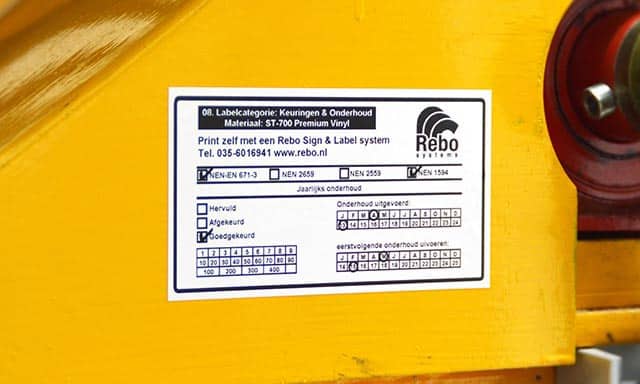 08. Labelcategorie: Keuringen & Onderhoud
Materiaal: ST-700 Premium Vinyl
Print zelf met een Rebo Sign & Label system
Tel. 035-6016941 www.rebo.nl
Rebo
systems
NEN-EN 671-3 NEN 2659 NEN 2559 NEN 1594
Jaarlijks onderhoud
Hervuld
Afgekeurd
Goedgekeurd
1 2 3 4 5 6 7 8 9
10 20 30 40 50 60 70 80 90
100 200 300 400
Onderhoud uitgevoerd:
J F M A M J J A S O N D
13 14 15 16 17 18 19 20 21 22 23 24
eerstvolgende onderhoud uitvoeren:
J F M A M J J A S O N D
14 15 16 17 18 19 20 21 22 23 24 25